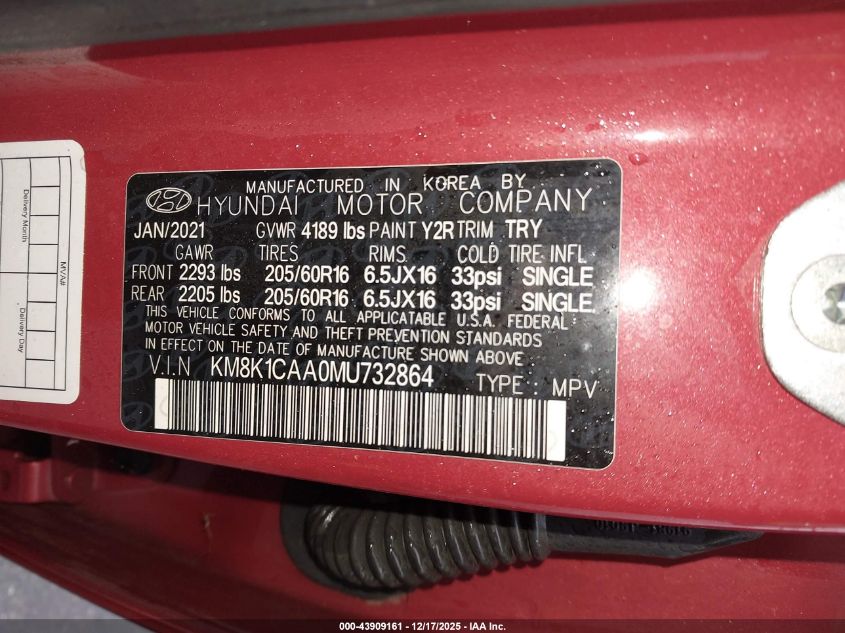 MANUFACTURED IN KOREA BY
HYUNDAI MOTOR COMPANY
JAN/2021 GVWR 4189 lbs PAINT Y2R TRIM TRY
GAWR TIRES RIMS COLD TIRE INFL
FRONT 2293 lbs 205/60R16 6.5JX16 33psi SINGLE
REAR 2205 lbs 205/60R16 6.5JX16 33psi SINGLE
THIS VEHICLE CONFORMS TO ALL APPLICATABLE U.S.A. FEDERAL
MOTOR VEHICLE SAFETY AND THEFT PREVENTION STANDARDS
IN EFFECT ON THE DATE OF MANUFACTURE SHOWN ABOVE
V.I.N KM8K1CAA0MU732864 TYPE : MPV
Delivery Month
MVA#
Delivery Day
000-43909161 - 12/17/2025 - IAA Inc.